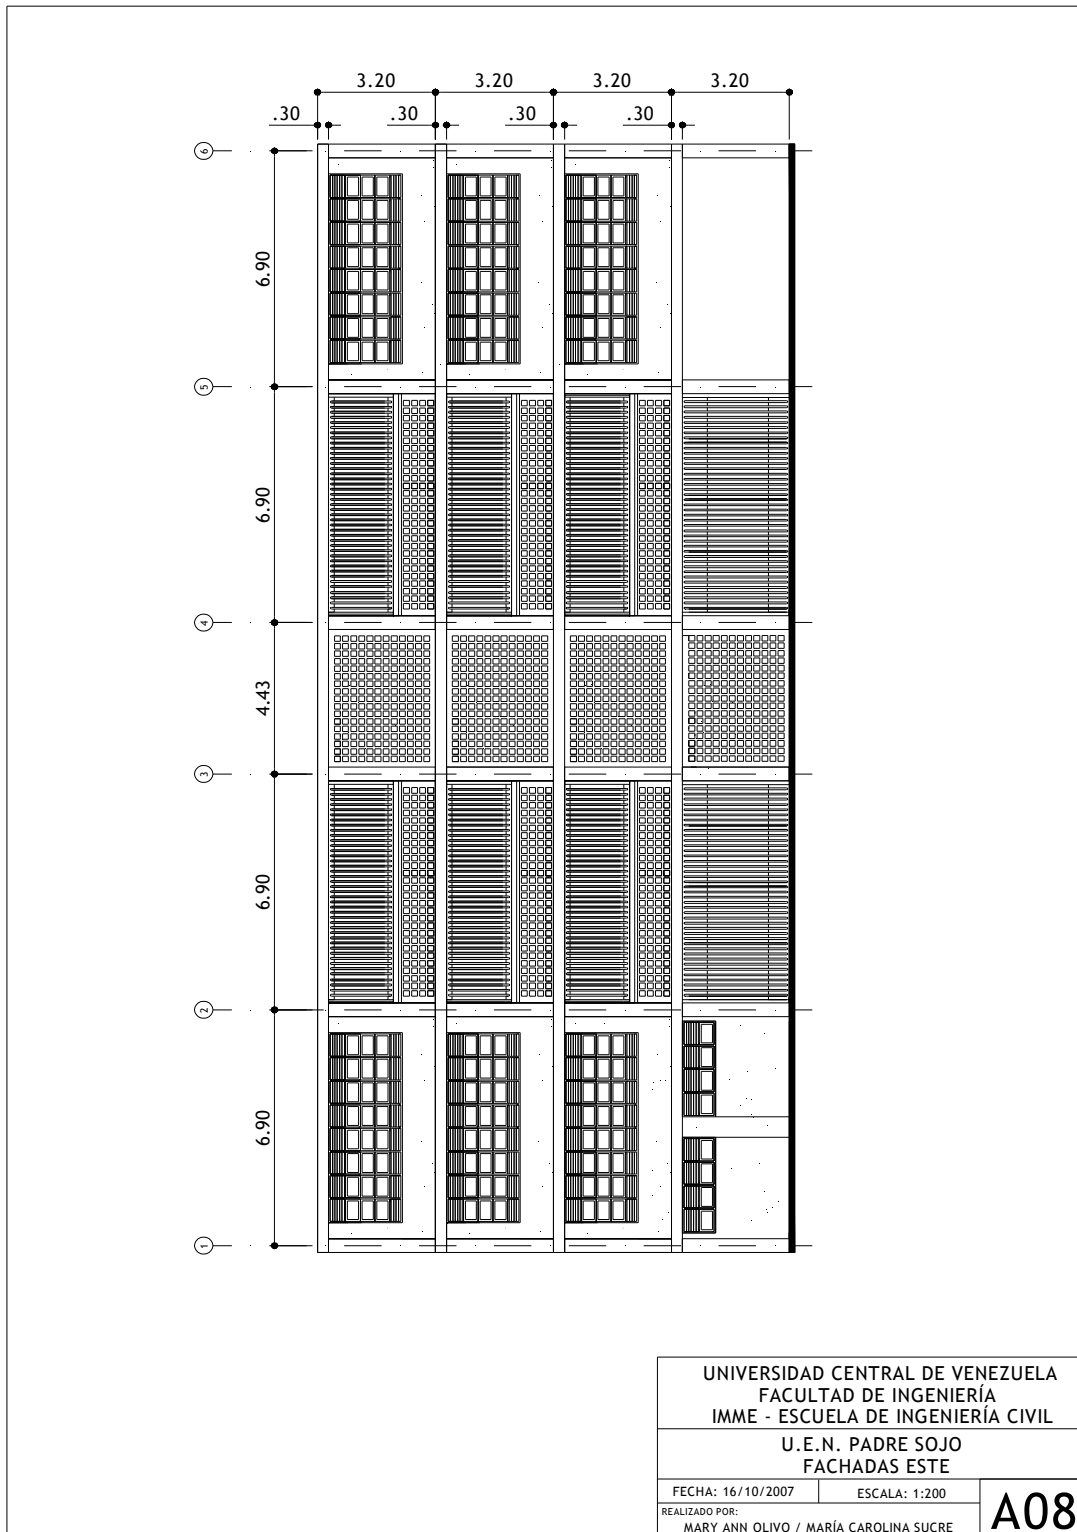 3.20 3.20 3.20 3.20
.30 .30 .30 .30
6
6.90
5
6.90
4
4.43
3
6.90
2
6.90
1
UNIVERSIDAD CENTRAL DE VENEZUELA
FACULTAD DE INGENIERÍA
IMME - ESCUELA DE INGENIERÍA CIVIL
U.E.N. PADRE SOJO
FACHADAS ESTE
FECHA: 16/10/2007 ESCALA: 1:200
REALIZADO POR:
MARY ANN OLIVO / MARÍA CAROLINA SUCRE
A08